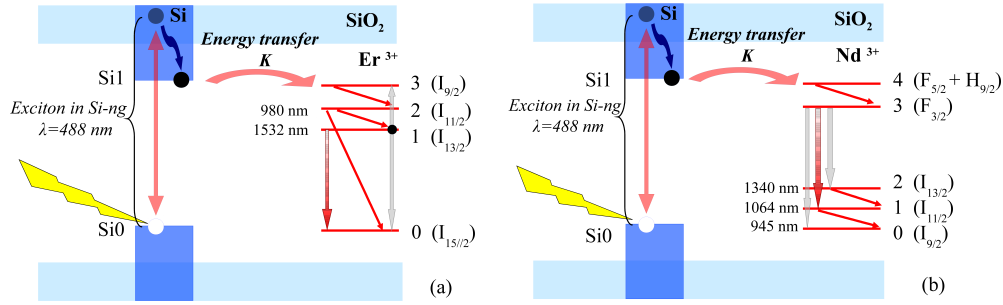 Si
SiO2
Energy transfer
K
Er 3+
Si1
3 (I9/2)
Exciton in Si-ng
λ=488 nm
980 nm
2 (I11/2)
1532 nm
1 (I13/2)
Si0
0 (I15//2)
(a)
Si
SiO2
Energy transfer
K
Nd 3+
Si1
4 (F5/2 + H9/2)
3 (F3/2)
Exciton in Si-ng
λ=488 nm
1340 nm
2 (I13/2)
1064 nm
1 (I11/2)
945 nm
0 (I9/2)
Si0
(b)